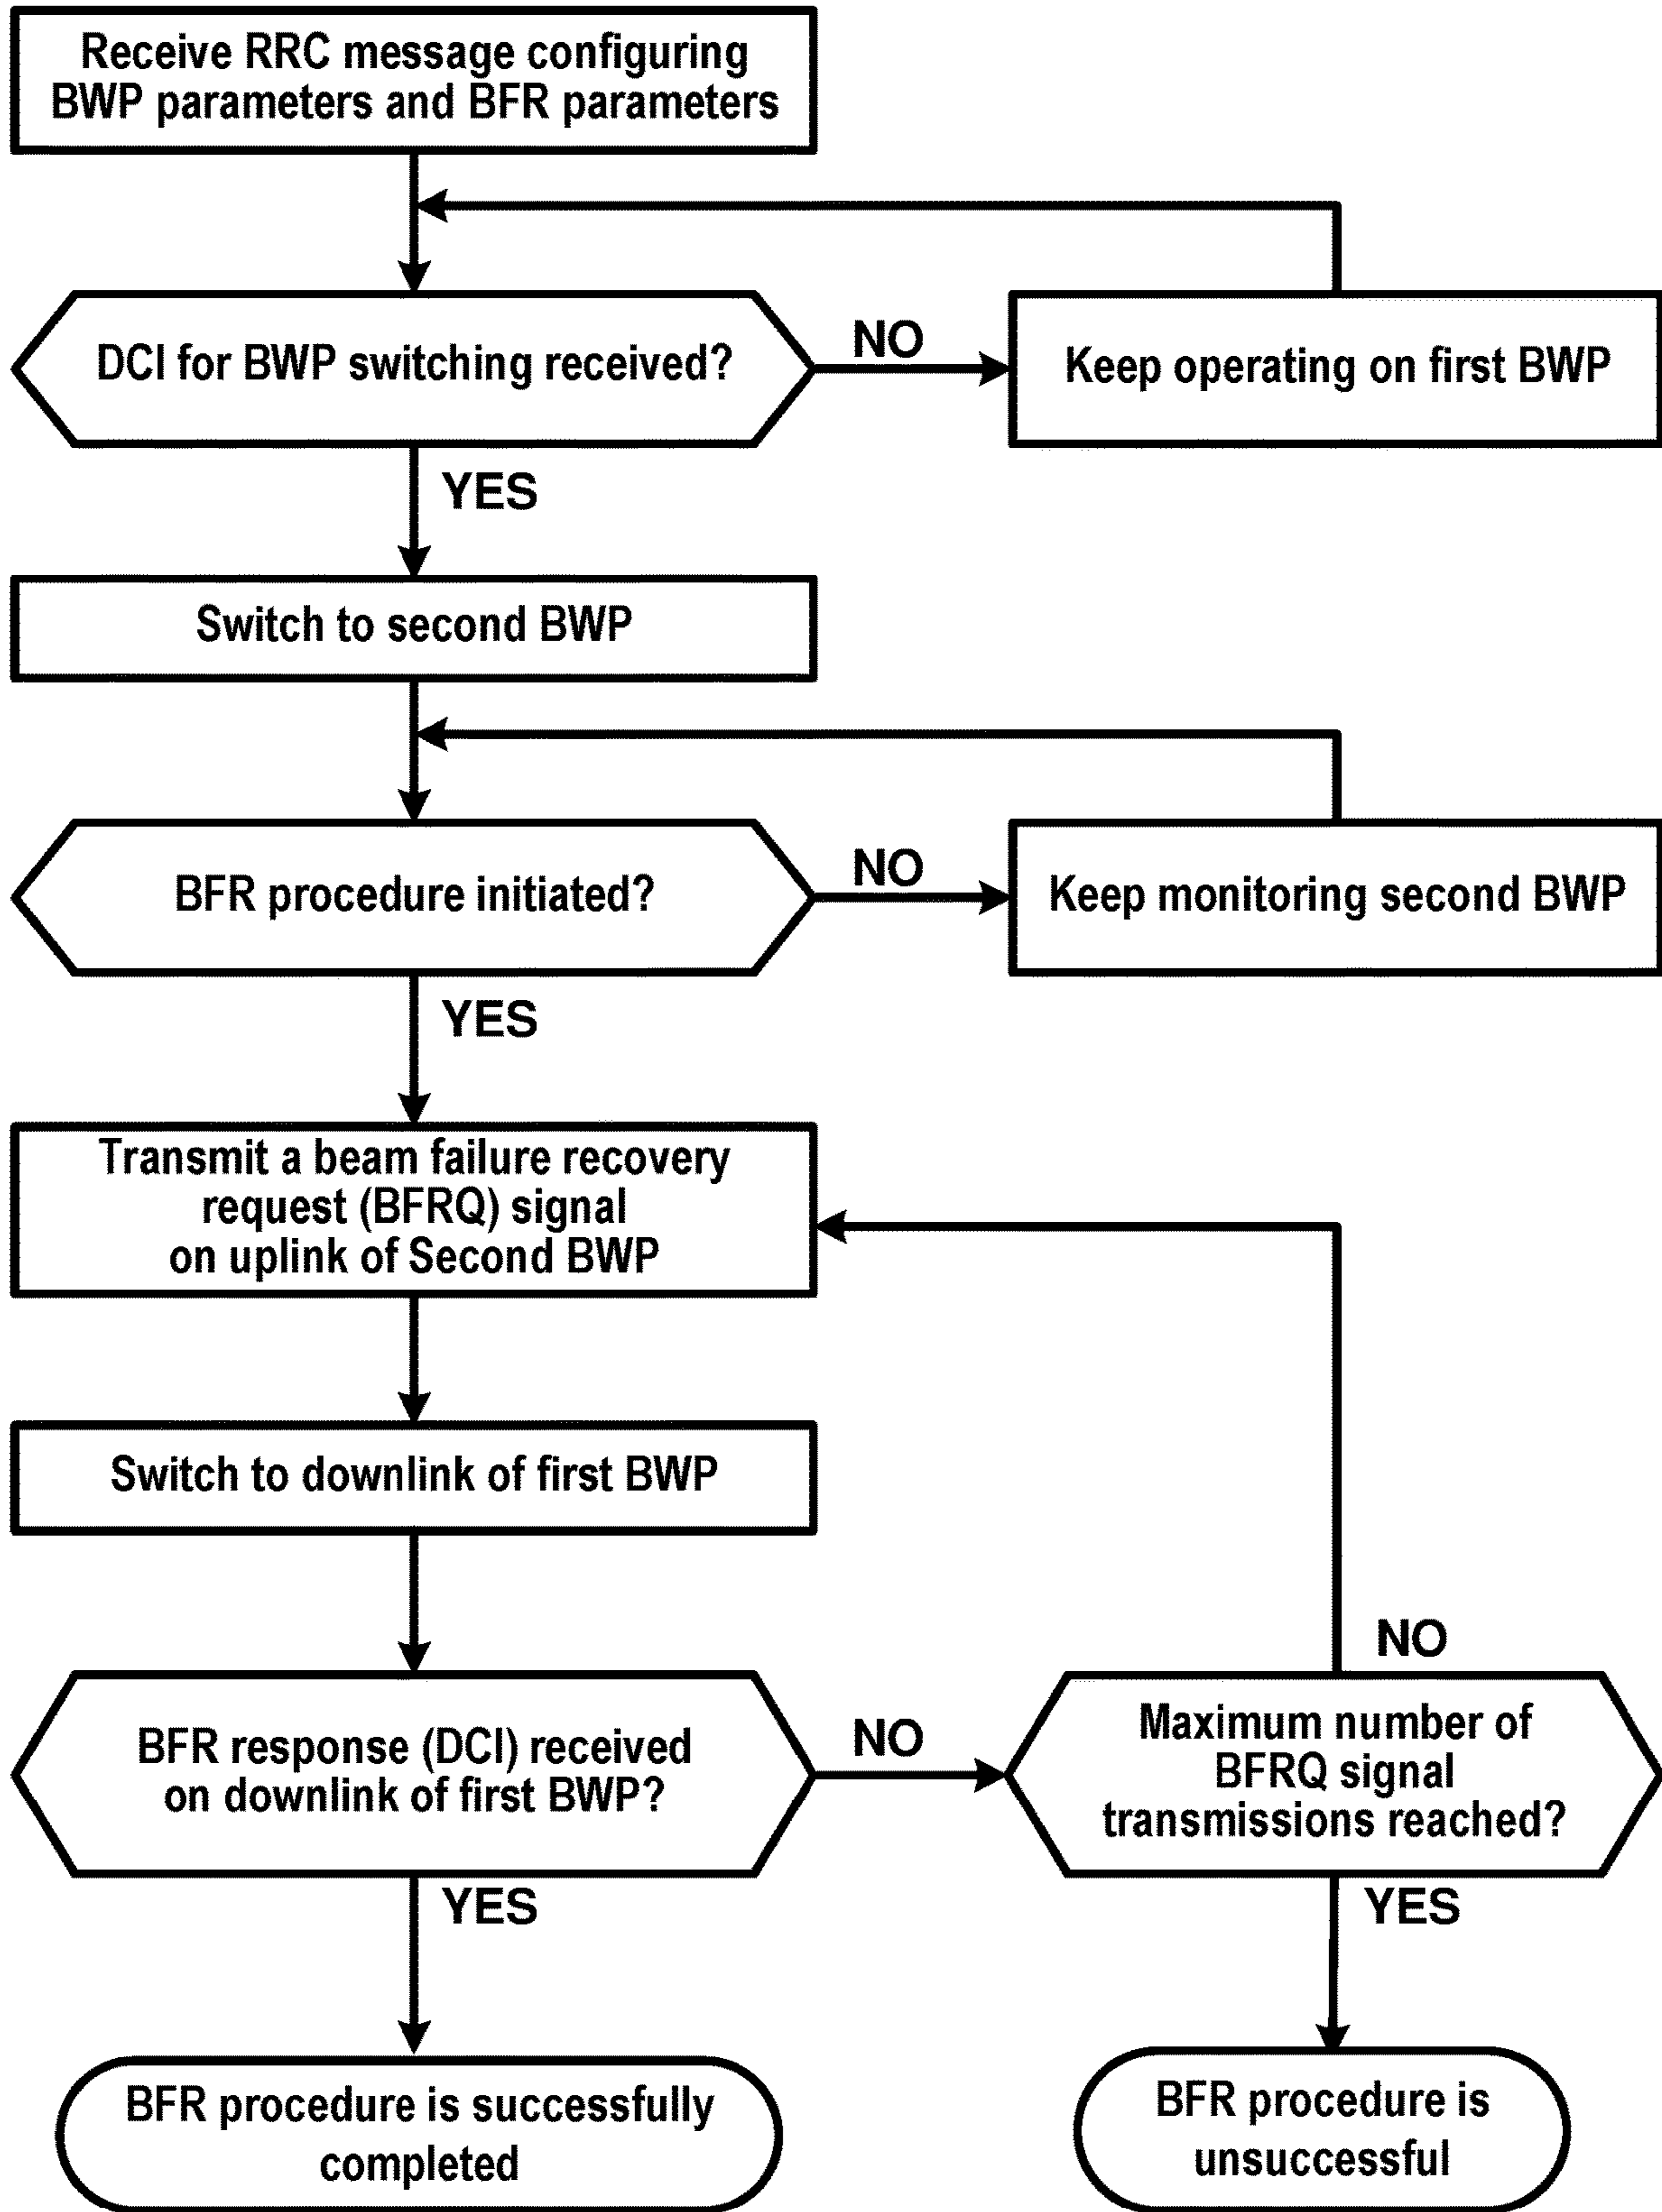 Receive RRC message configuring
BWP parameters and BFR parameters
DCI for BWP switching received?
NO
Keep operating on first BWP
YES
Switch to second BWP
BFR procedure initiated?
NO
Keep monitoring second BWP
YES
Transmit a beam failure recovery
request (BFRQ) signal
on uplink of Second BWP
Switch to downlink of first BWP
NO
BFR response (DCI) received
on downlink of first BWP?
NO
Maximum number of
BFRQ signal
transmissions reached?
YES
YES
BFR procedure is successfully
completed
BFR procedure is
unsuccessful